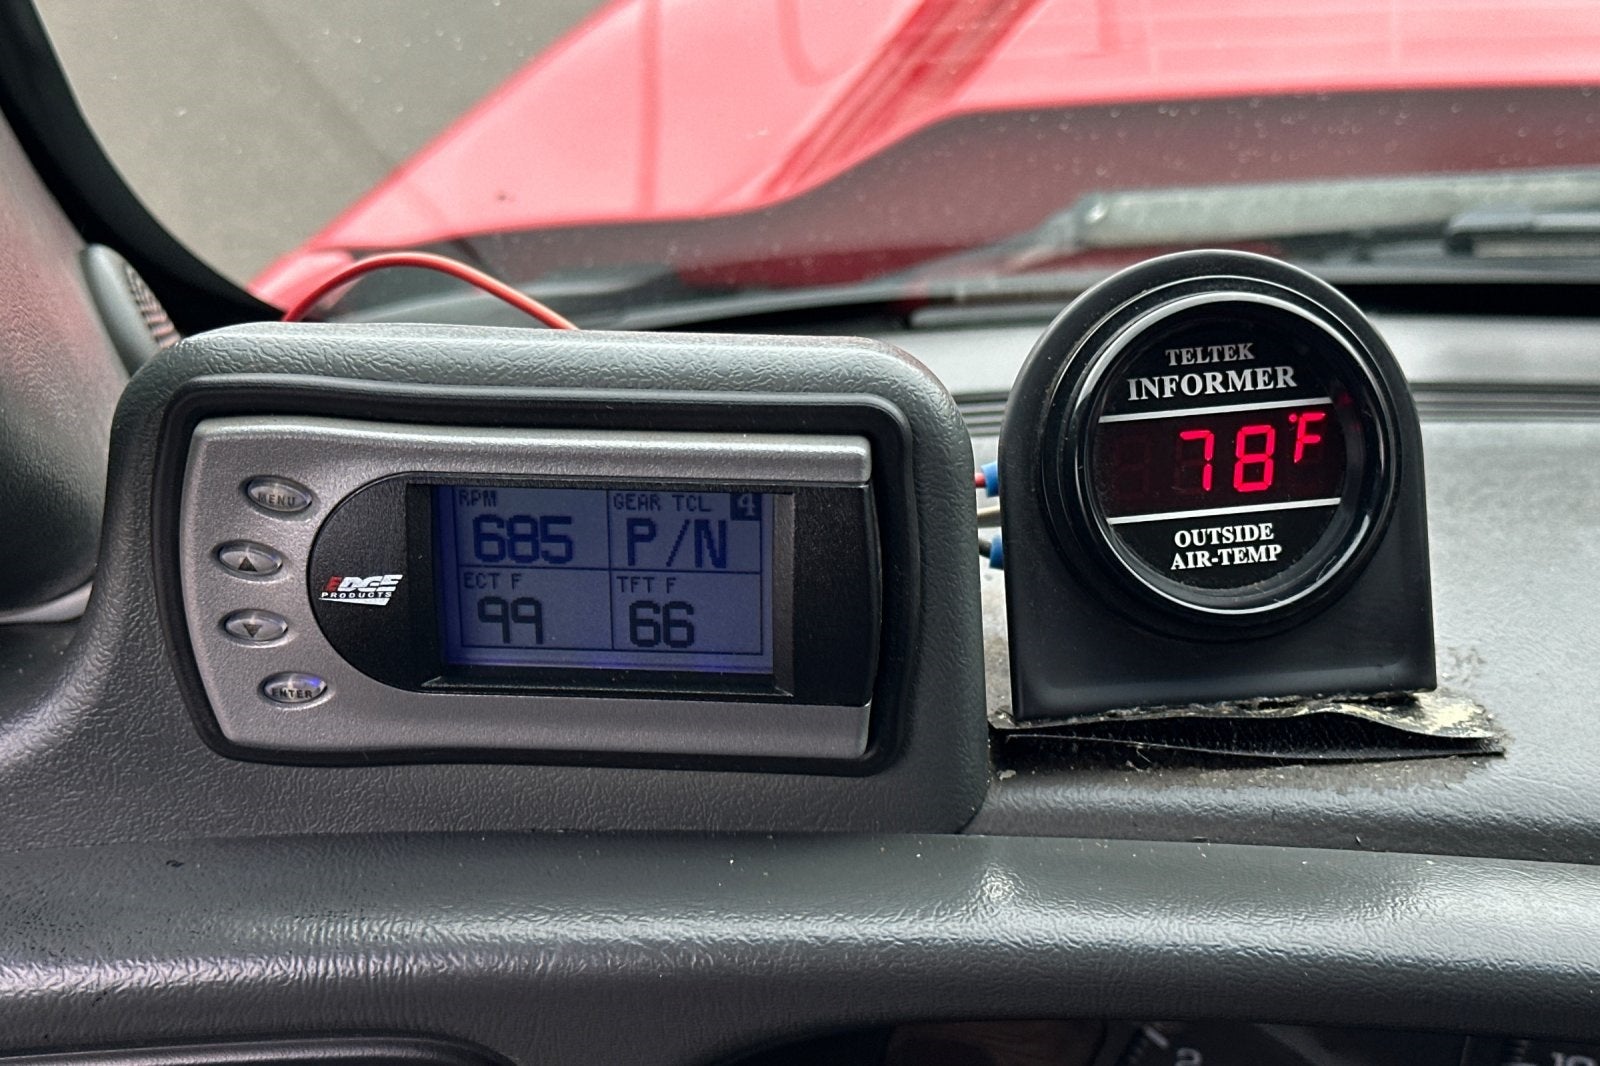 MENU
ENTER
EDGE
PRODUCTS
RPM
685
GEAR TCL 4
P/N
ECT F
99
TFT F
66
TELTEK
INFORMER
78°F
OUTSIDE
AIR-TEMP